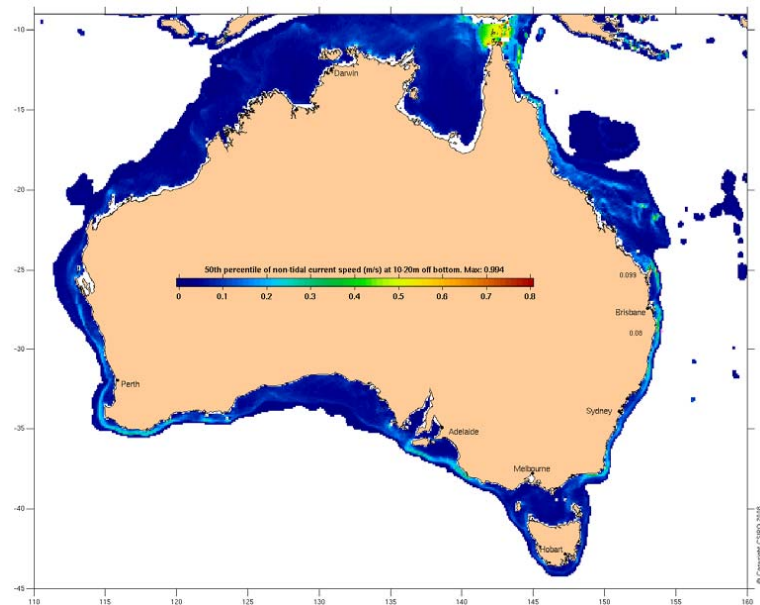 -10
Darwin
-15
-20
50th percentile of non-tidal current speed (m/s) at 10-20m off bottom. Max: 0.994
0 0.1 0.2 0.3 0.4 0.5 0.6 0.7 0.8
-25
0.099
Brisbane
0.08
-30
Perth
Sydney
-35
Adelaide
Melbourne
-40
Hobart
-45
110 115 120 125 130 135 140 145 150 155 160
© Copyright CSIRO 2016